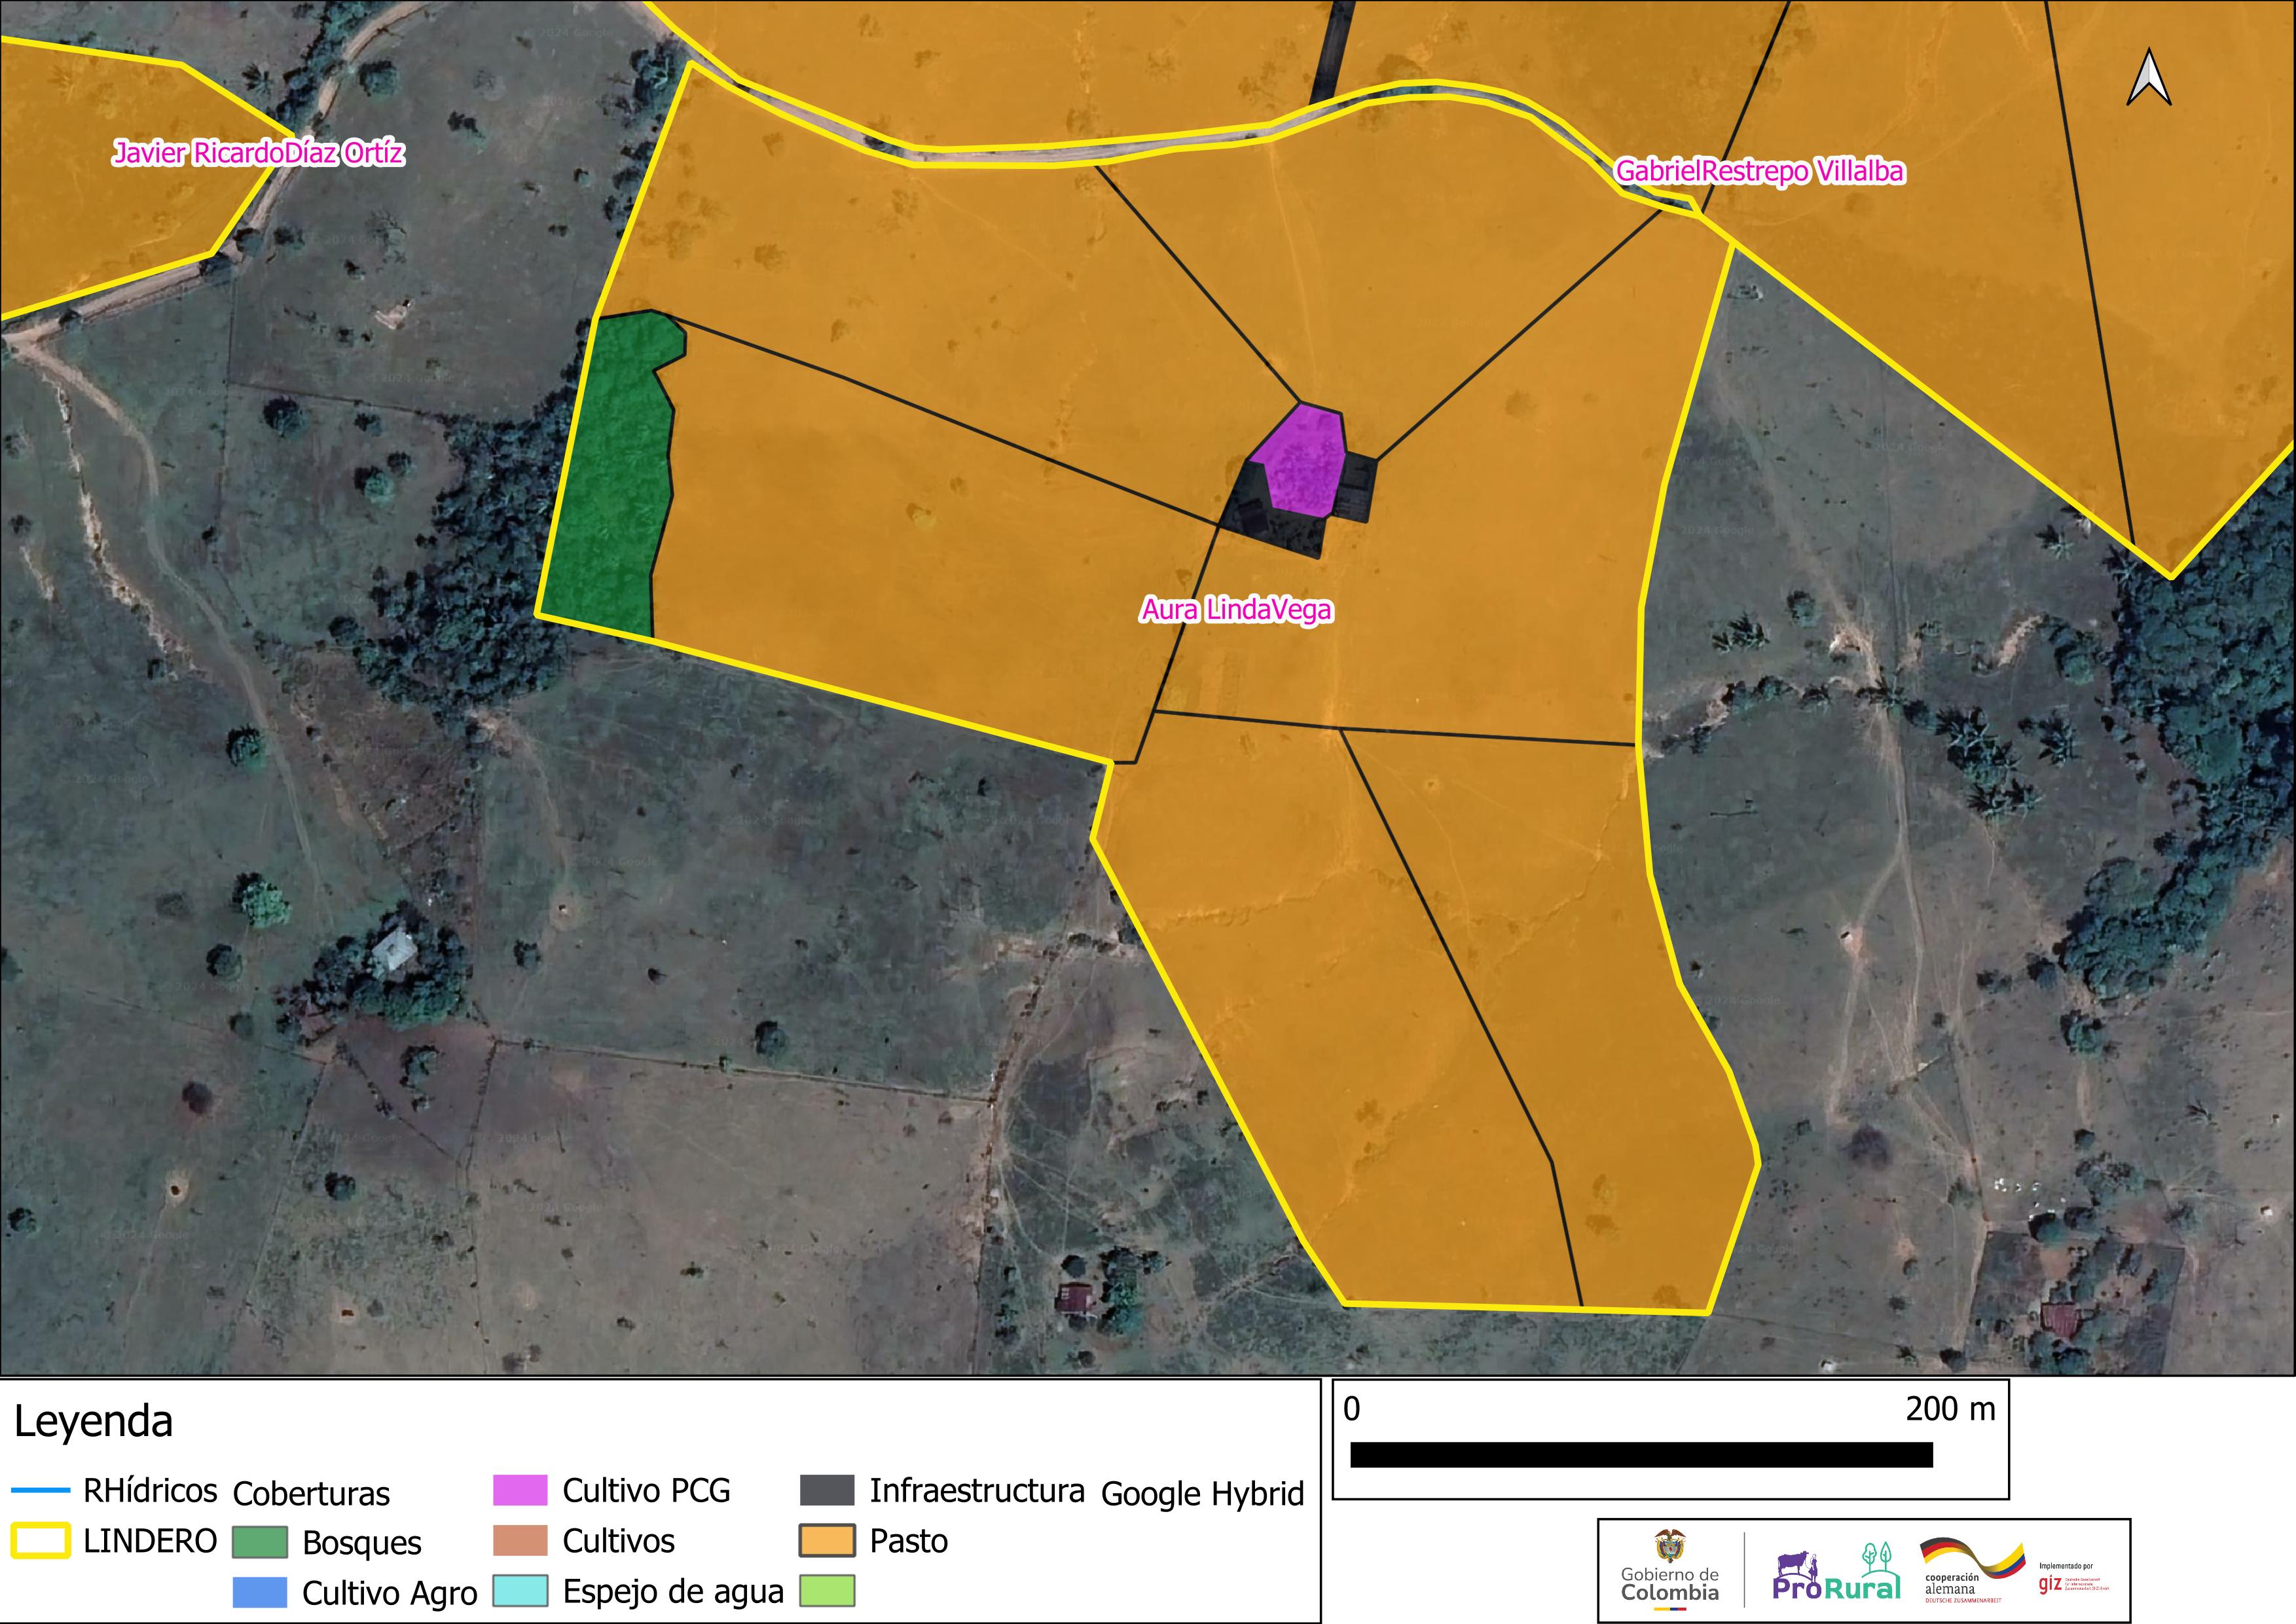 Javier RicardoDíaz Ortíz
GabrielRestrepo Villalba
Aura LindaVega
Leyenda
RHídricos
LINDERO
Coberturas
Bosques
Cultivo Agro
Cultivo PCG
Cultivos
Espejo de agua
Infraestructura
Pasto
Google Hybrid
0 200 m
Gobierno de
Colombia
ProRural
cooperación
alemana
DEUTSCHE ZUSAMMENARBEIT
Implementado por
giz